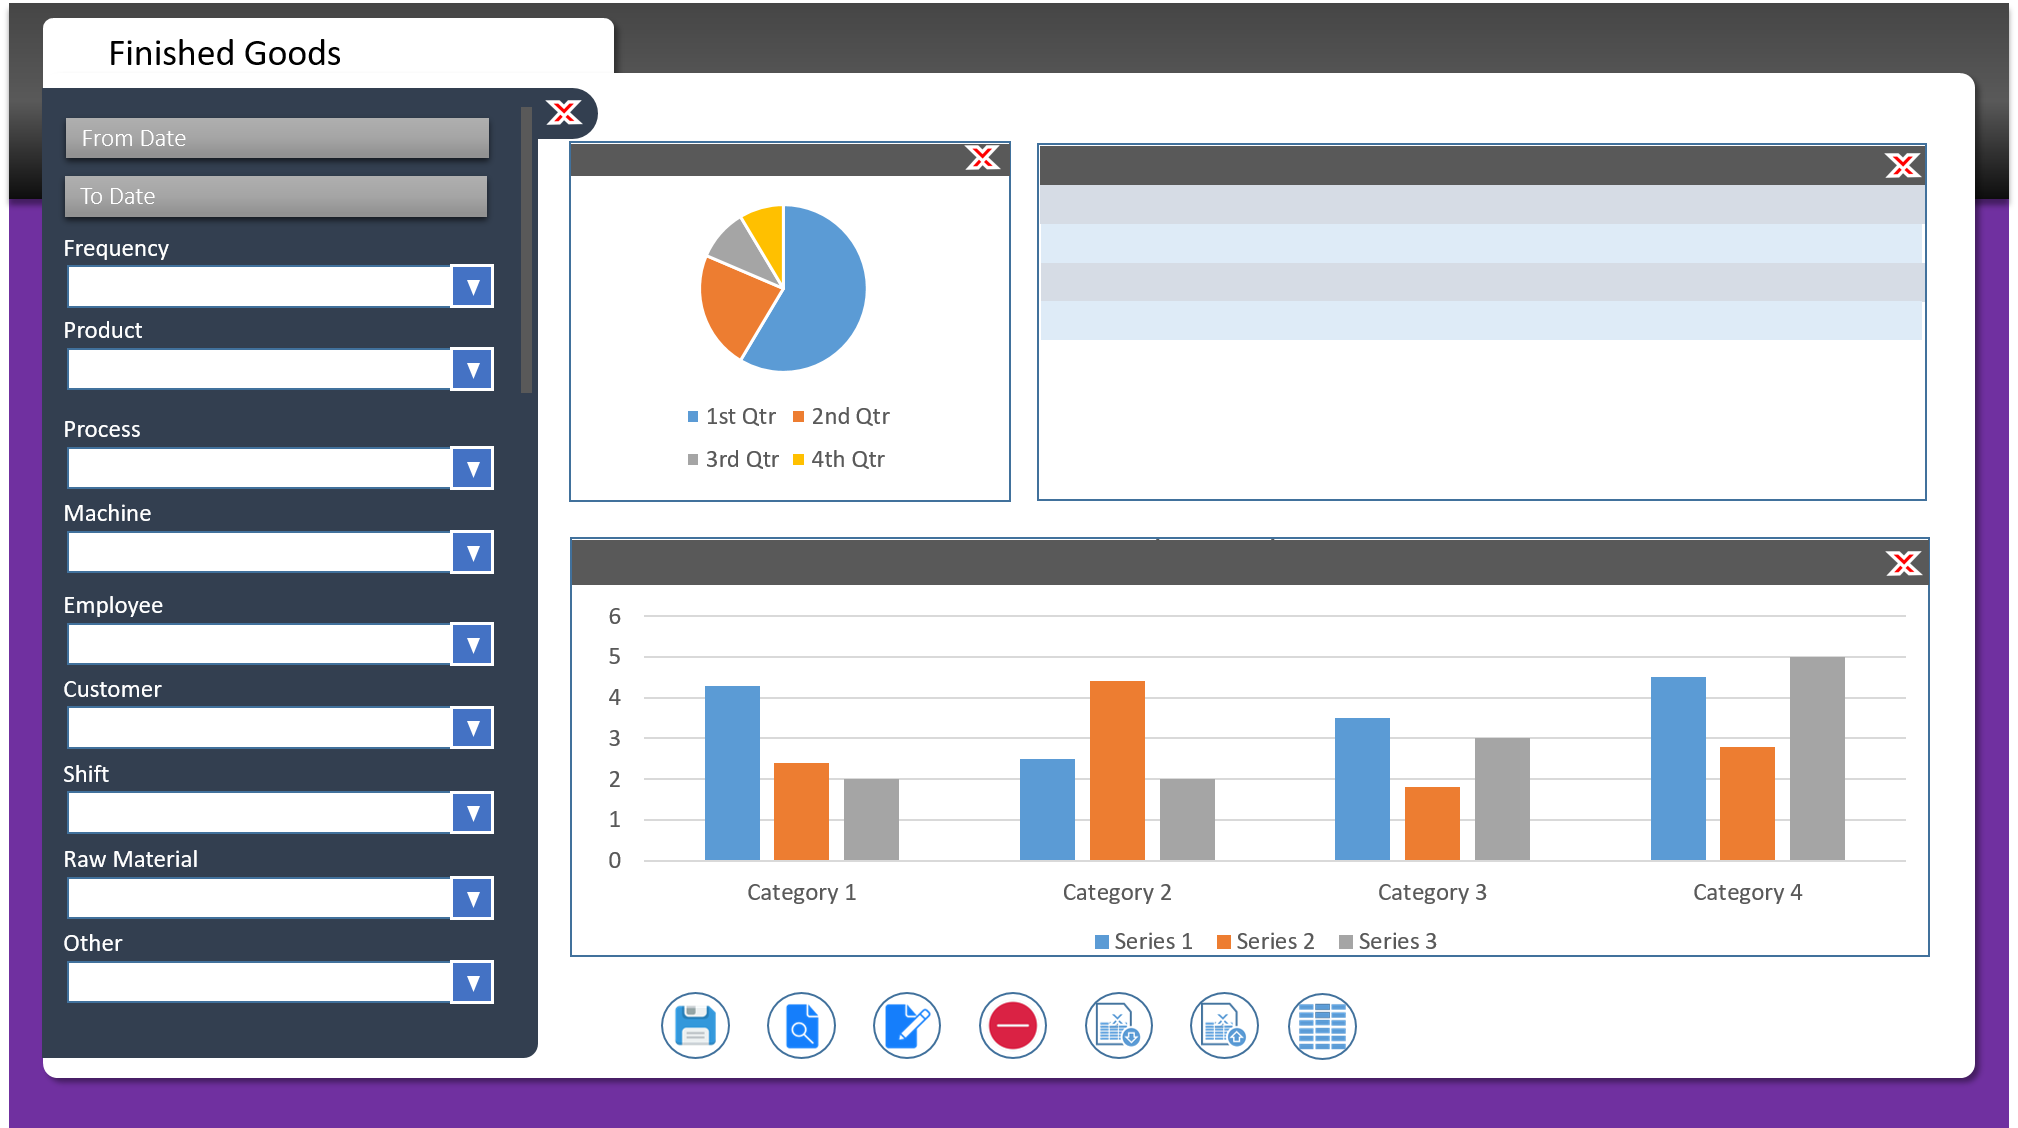 Finished Goods
From Date
To Date
Frequency
Product
Process
Machine
Employee
Customer
Shift
Raw Material
Other
1st Qtr 2nd Qtr
3rd Qtr 4th Qtr
6
5
4
3
2
1
0
Category 1 Category 2 Category 3 Category 4
Series 1 Series 2 Series 3